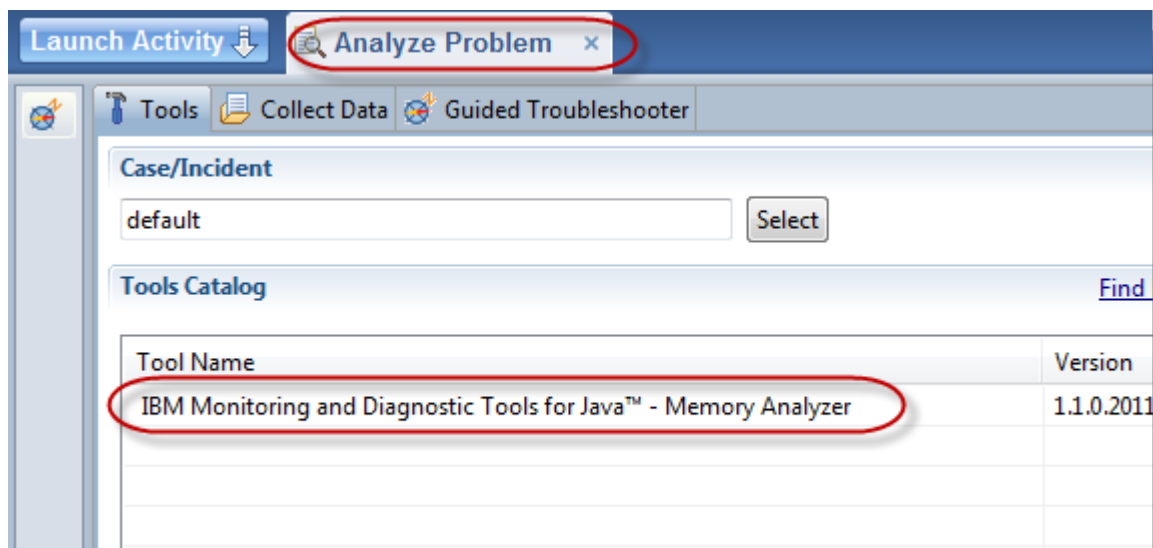 Launch Activity Analyze Problem
Tools Collect Data Guided Troubleshooter
Case/Incident
default Select
Tools Catalog Find
Tool Name Version
IBM Monitoring and Diagnostic Tools for Java™ - Memory Analyzer 1.1.0.2011